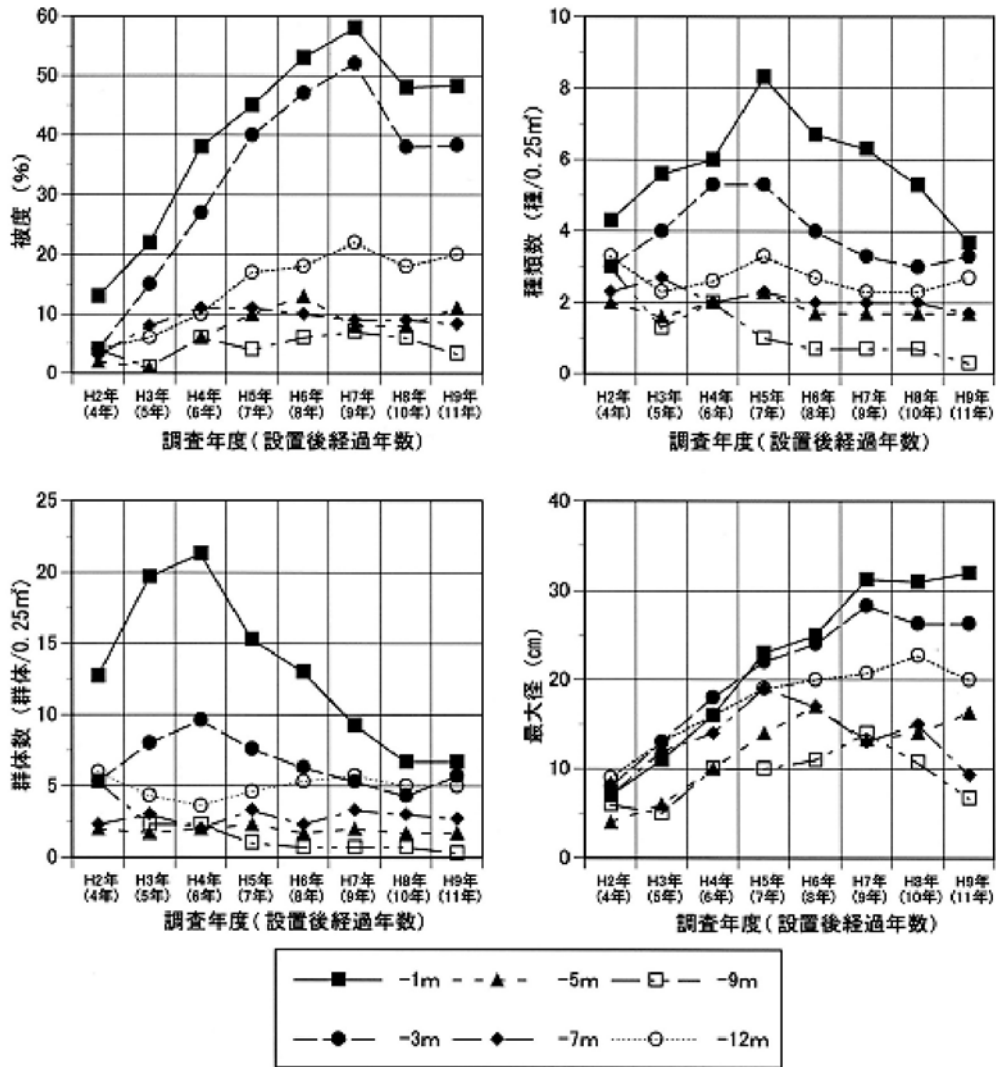 60
50
40
30
20
10
0
被度 (%)
H2年 H3年 H4年 H5年 H6年 H7年 H8年 H9年
(4年) (5年) (6年) (7年) (8年) (9年) (10年) (11年)
調査年度(設置後経過年数)
10
8
6
4
2
0
種類数 (種/0.25㎡)
H2年 H3年 H4年 H5年 H6年 H7年 H8年 H9年
(4年) (5年) (6年) (7年) (8年) (9年) (10年) (11年)
調査年度(設置後経過年数)
25
20
15
10
5
0
群体数 (群体/0.25㎡)
H2年 H3年 H4年 H5年 H6年 H7年 H8年 H9年
(4年) (5年) (6年) (7年) (8年) (9年) (10年) (11年)
調査年度(設置後経過年数)
40
30
20
10
0
最大径 (cm)
H2年 H3年 H4年 H5年 H6年 H7年 H8年 H9年
(4年) (5年) (6年) (7年) (8年) (9年) (10年) (11年)
調査年度(設置後経過年数)
-1m -5m -9m
-3m -7m -12m